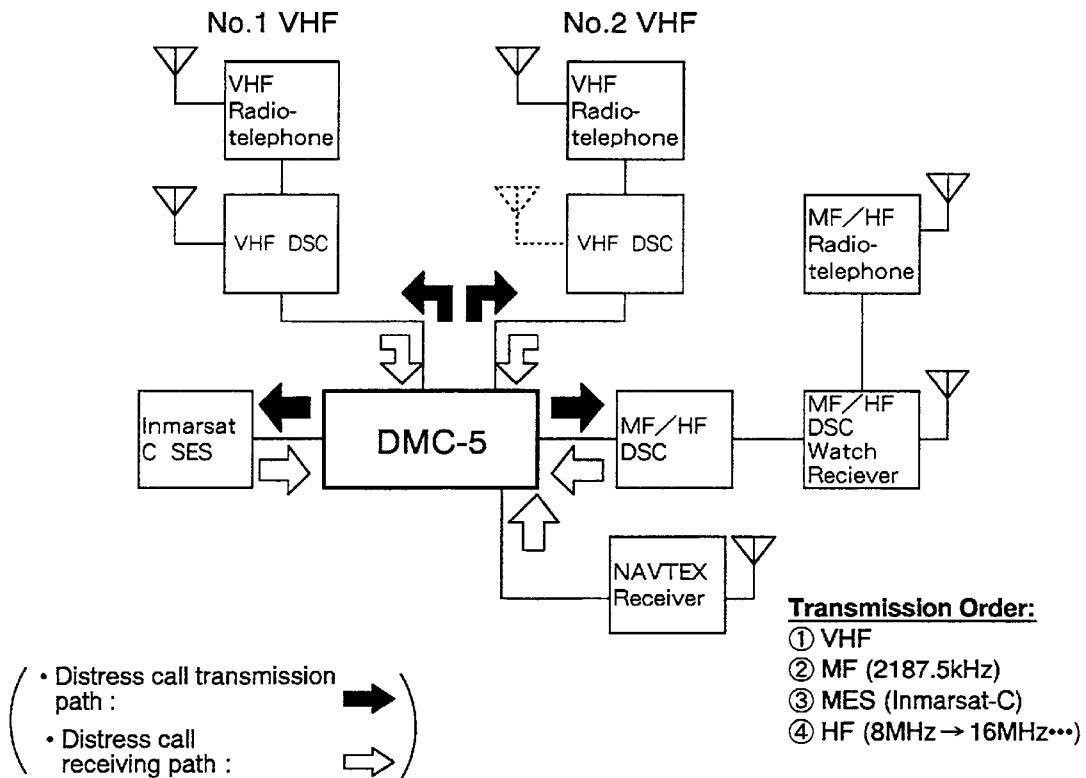 No.1 VHF
No.2 VHF
VHF
Radio-
telephone
VHF
Radio-
telephone
VHF DSC
VHF DSC
MF/HF
Radio-
telephone
Inmarsat
C SES
DMC-5
MF/HF
DSC
MF/HF
DSC
Watch
Reciever
NAVTEX
Receiver
Transmission Order:
① VHF
② MF (2187.5kHz)
③ MES (Inmarsat-C)
④ HF (8MHz → 16MHz•••)
• Distress call transmission
path :
• Distress call
receiving path :